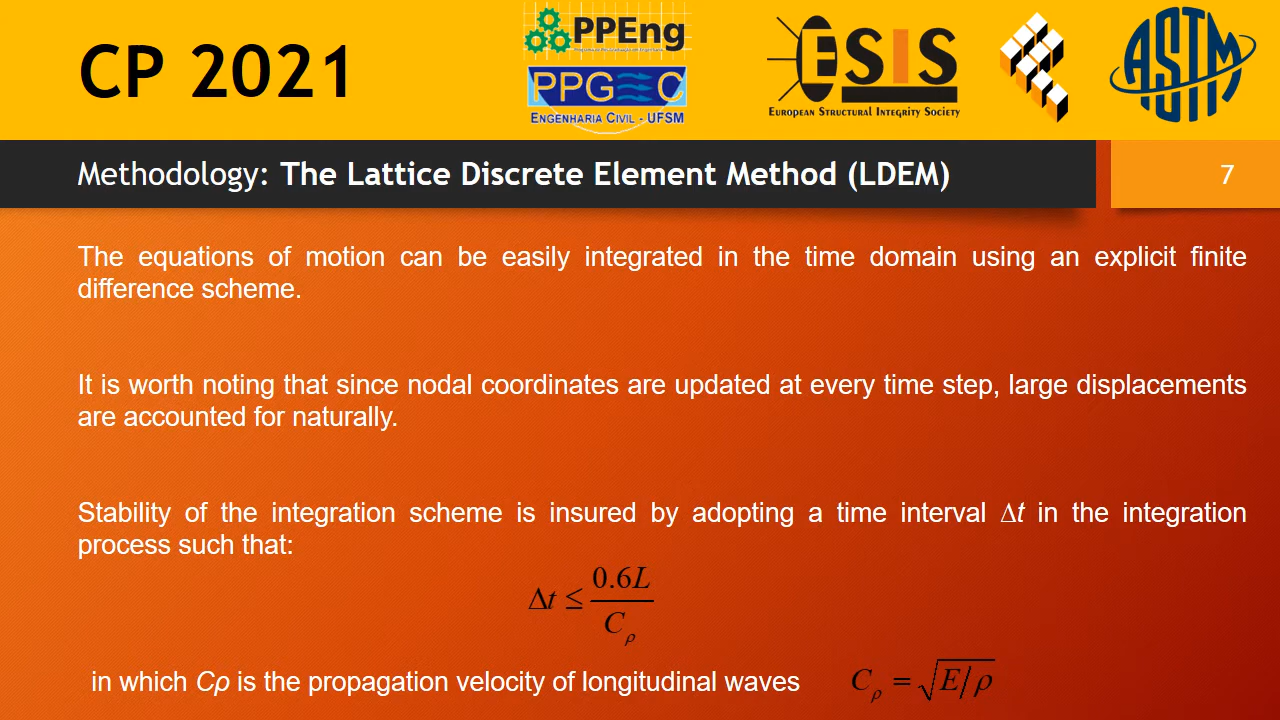 CP 2021
PPEng
PPGEC
ENGENHARIA CIVIL - UFSM
ESIS
European Structural Integrity Society
ASTM
Methodology: The Lattice Discrete Element Method (LDEM)
7
The equations of motion can be easily integrated in the time domain using an explicit finite
difference scheme.
It is worth noting that since nodal coordinates are updated at every time step, large displacements
are accounted for naturally.
Stability of the integration scheme is insured by adopting a time interval Δt in the integration
process such that:
Δt ≤ 0.6L / Cρ
in which Cρ is the propagation velocity of longitudinal waves Cρ = √E/ρ